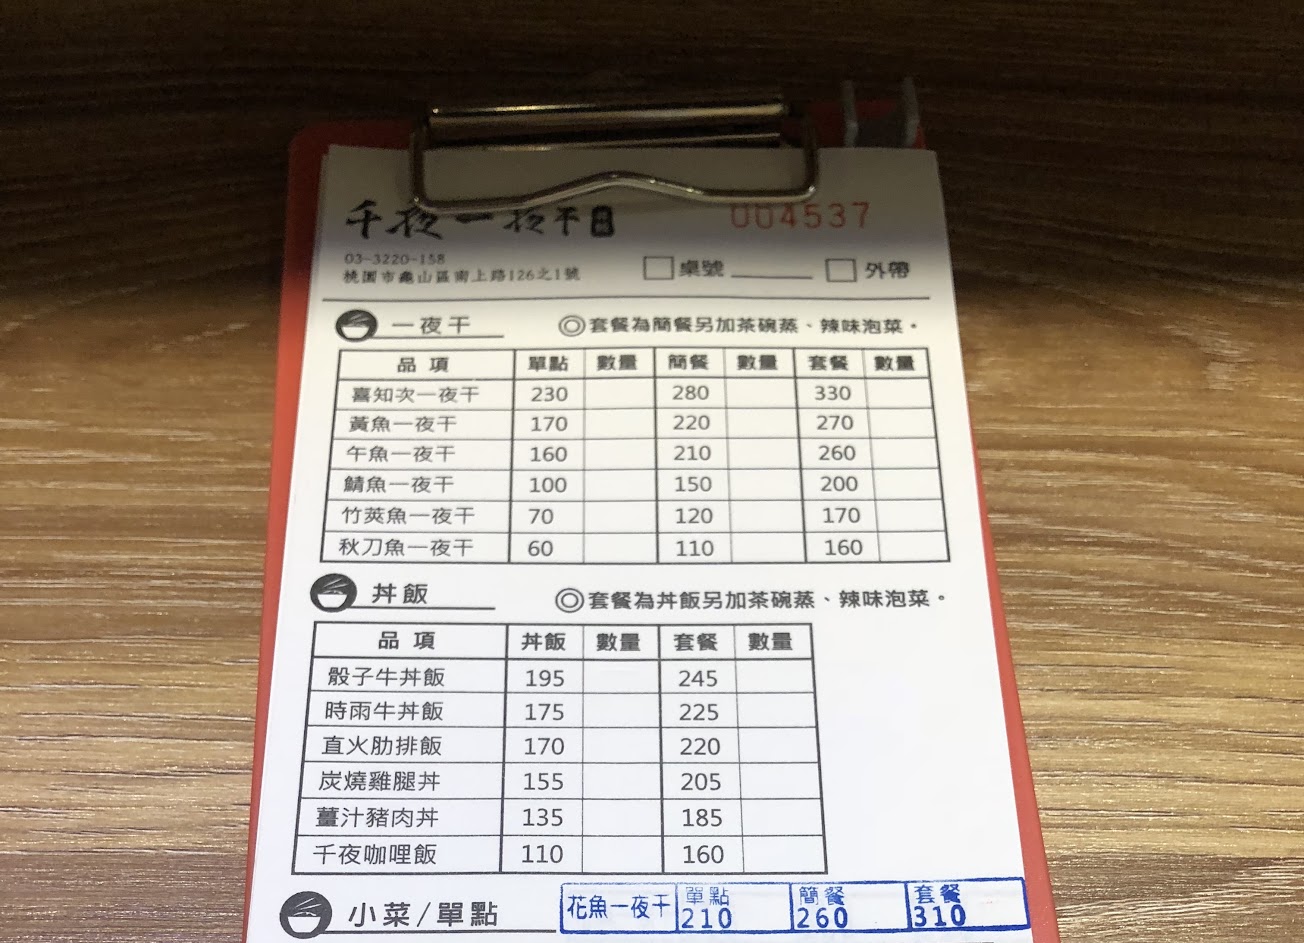 千夜一夜干
004537
03-3220-158
桃園市龜山區南上路126之1號
桌號 外帶
一夜干 ◎套餐為簡餐另加茶碗蒸、辣味泡菜。
品項 單點 數量 簡餐 數量 套餐 數量
喜知次一夜干 230 280 330
黃魚一夜干 170 220 270
午魚一夜干 160 210 260
鯖魚一夜干 100 150 200
竹莢魚一夜干 70 120 170
秋刀魚一夜干 60 110 160
丼飯 ◎套餐為丼飯另加茶碗蒸、辣味泡菜。
品項 丼飯 數量 套餐 數量
骰子牛丼飯 195 245
時雨牛丼飯 175 225
直火肋排飯 170 220
炭燒雞腿丼 155 205
薑汁豬肉丼 135 185
千夜咖哩飯 110 160
小菜/單點
花魚一夜干 單點 210 簡餐 260 套餐 310